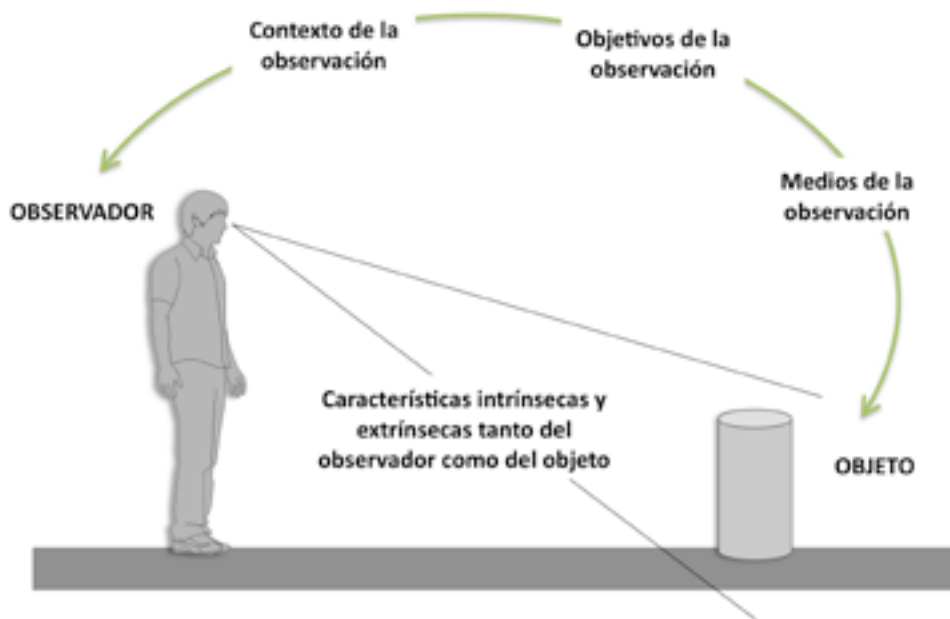 Contexto de la
observación
Objetivos de la
observación
Medios de la
observación
OBSERVADOR
Características intrínsecas y
extrínsecas tanto del
observador como del objeto
OBJETO